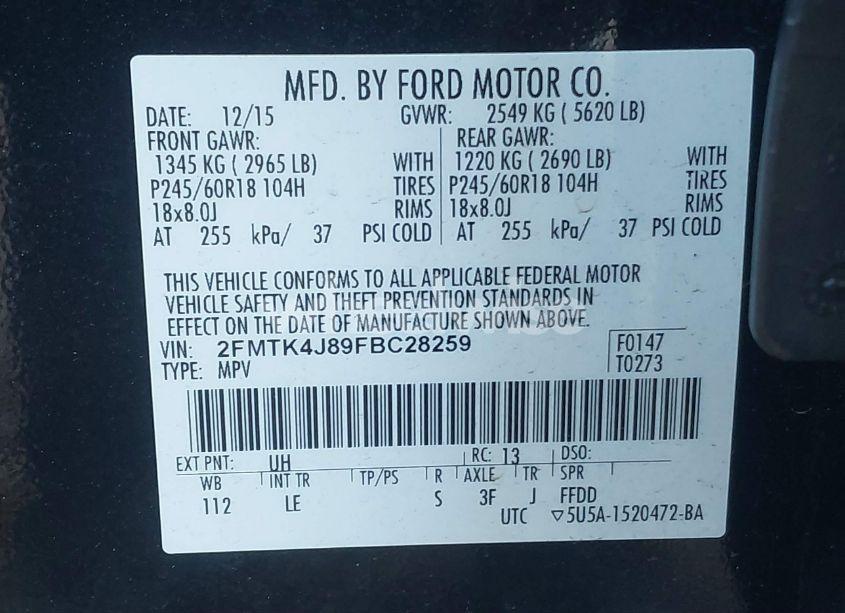 MFD. BY FORD MOTOR CO.
DATE: 12/15 GVWR: 2549 KG ( 5620 LB)
FRONT GAWR: REAR GAWR:
1345 KG ( 2965 LB) WITH 1220 KG ( 2690 LB) WITH
P245/60R18 104H TIRES P245/60R18 104H TIRES
18x8.0J RIMS 18x8.0J RIMS
AT 255 kPa/ 37 PSI COLD AT 255 kPa/ 37 PSI COLD
THIS VEHICLE CONFORMS TO ALL APPLICABLE FEDERAL MOTOR
VEHICLE SAFETY AND THEFT PREVENTION STANDARDS IN
EFFECT ON THE DATE OF MANUFACTURE SHOWN ABOVE.
VIN: 2FMTK4J89FBC28259 F0147
TYPE: MPV T0273
EXT PNT: UH RC: 13 DSO:
WB INT TR TP/PS R AXLE TR SPR
112 LE S 3F J FFDD
UTC ▽5U5A-1520472-BA